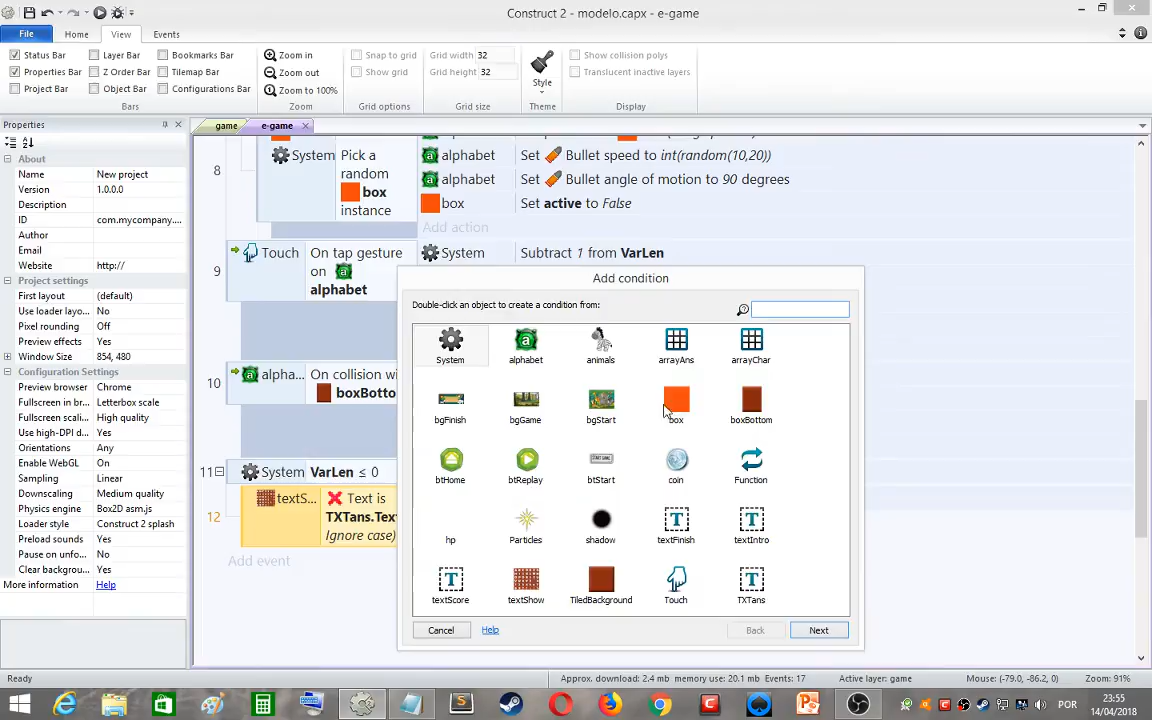 Construct 2 - modelo.capx - e-game
File Home View Events
Status Bar Layer Bar Bookmarks Bar
Properties Bar Z Order Bar Tilemap Bar
Project Bar Object Bar Configurations Bar
Bars
Zoom in
Zoom out
Zoom to 100%
Zoom
Snap to grid Grid width 32
Show grid Grid height 32
Grid options Grid size
Style
Theme
Show collision polys
Translucent inactive layers
Display
Properties
game e-game
About
Name New project
Version 1.0.0.0
Description
ID com.mycompany....
Author
Email
Website http://
Project settings
First layout (default)
Use loader layo... No
Pixel rounding Off
Preview effects Yes
Window Size 854, 480
Configuration Settings
Preview browser Chrome
Fullscreen in bro... Letterbox scale
Fullscreen scali... High quality
Use high-DPI d... Yes
Orientations Any
Enable WebGL On
Sampling Linear
Downscaling Medium quality
Physics engine Box2D asm.js
Loader style Construct 2 splash
Preload sounds Yes
Pause on unfo... No
Clear backgrou... Yes
More information Help
8 System Pick a random box instance
alphabet Set Bullet speed to int(random(10,20))
alphabet Set Bullet angle of motion to 90 degrees
box Set active to False
Add action
9 Touch On tap gesture on alphabet
System Subtract 1 from VarLen
10 alpha... On collision wi
boxBotto
11 System VarLen ≤ 0
12 textS... Text is
TXTans.Tex
Ignore case)
Add event
Add condition
Double-click an object to create a condition from:
System alphabet animals arrayAns arrayChar
bgFinish bgGame bgStart box boxBottom
btHome btReplay btStart coin Function
START GAME
hp Particles shadow textFinish textIntro
textScore textShow TiledBackground Touch TXTans
Cancel Help Back Next
Ready Approx. download: 2.4 mb memory use: 20.1 mb Events: 17 Active layer: game Mouse: (-79.0, -86.2, 0) Zoom: 91%
POR
23:55
14/04/2018